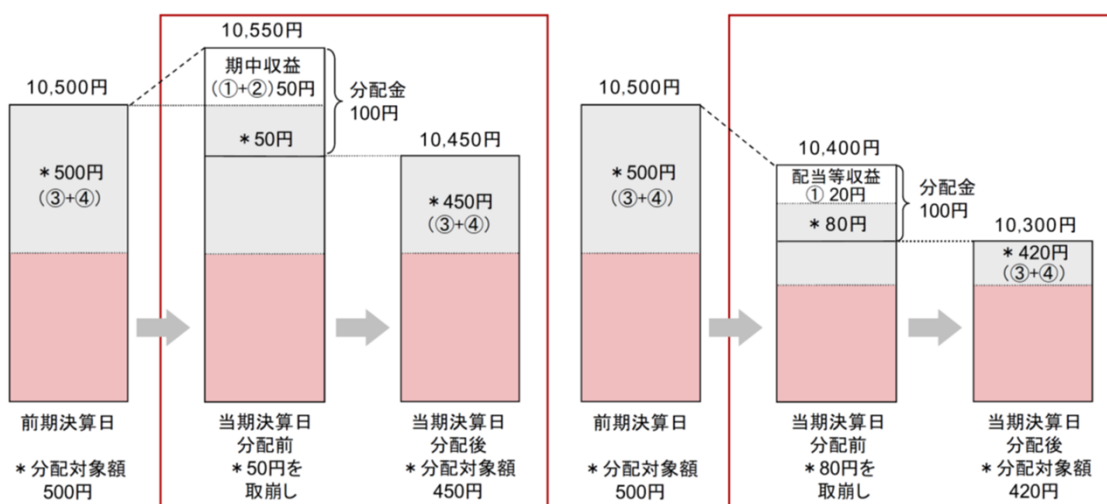 10,500円
*500円
(③+④)
前期決算日
*分配対象額
500円
10,550円
期中収益
(①+②)50円
*50円
分配金
100円
当期決算日
分配前
*50円を
取崩し
10,450円
*450円
(③+④)
当期決算日
分配後
*分配対象額
450円
10,500円
*500円
(③+④)
前期決算日
*分配対象額
500円
10,400円
配当等収益
① 20円
*80円
分配金
100円
当期決算日
分配前
*80円を
取崩し
10,300円
*420円
(③+④)
当期決算日
分配後
*分配対象額
420円